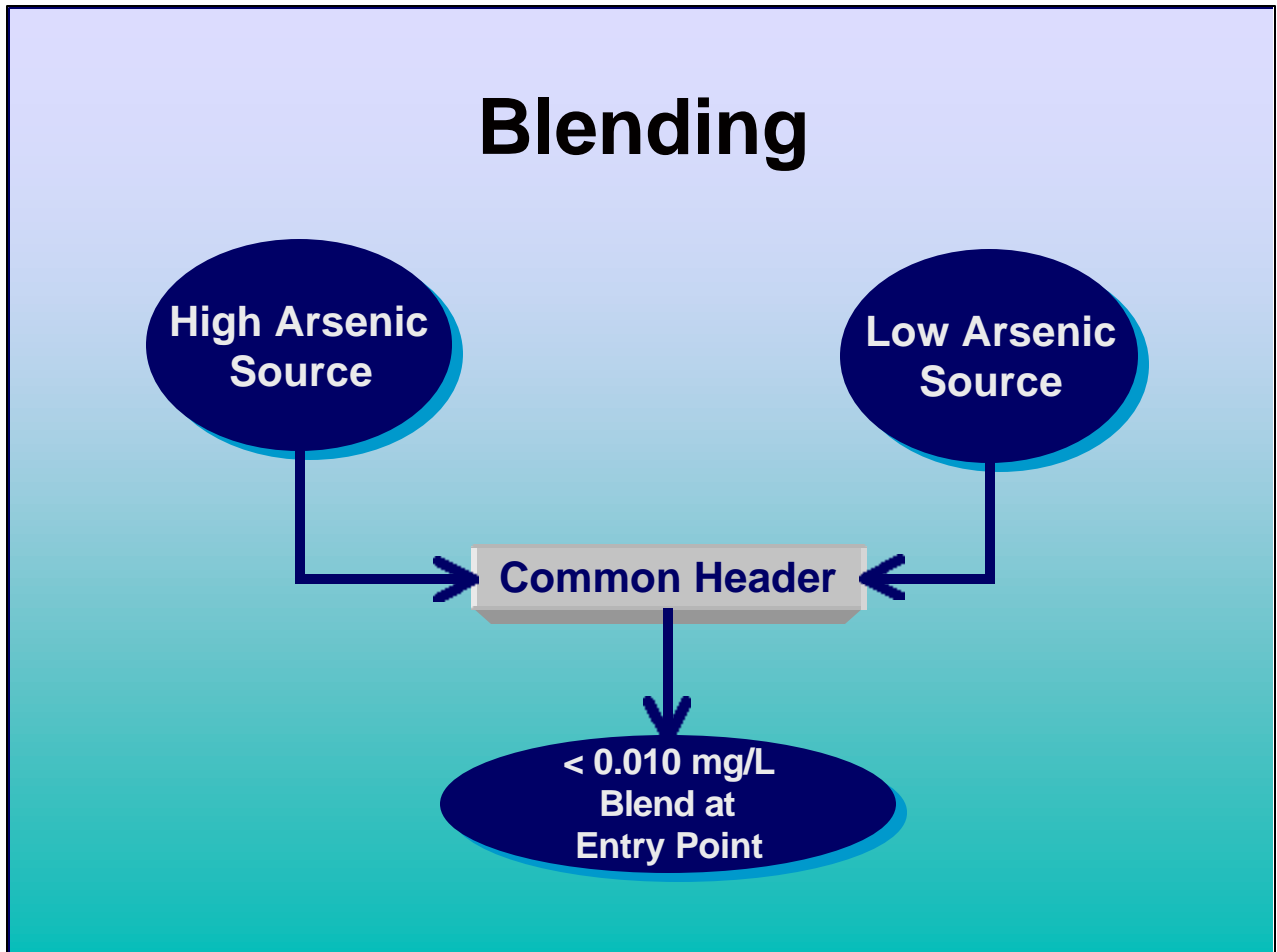 Blending
High Arsenic
Source
Low Arsenic
Source
Common Header
< 0.010 mg/L
Blend at
Entry Point